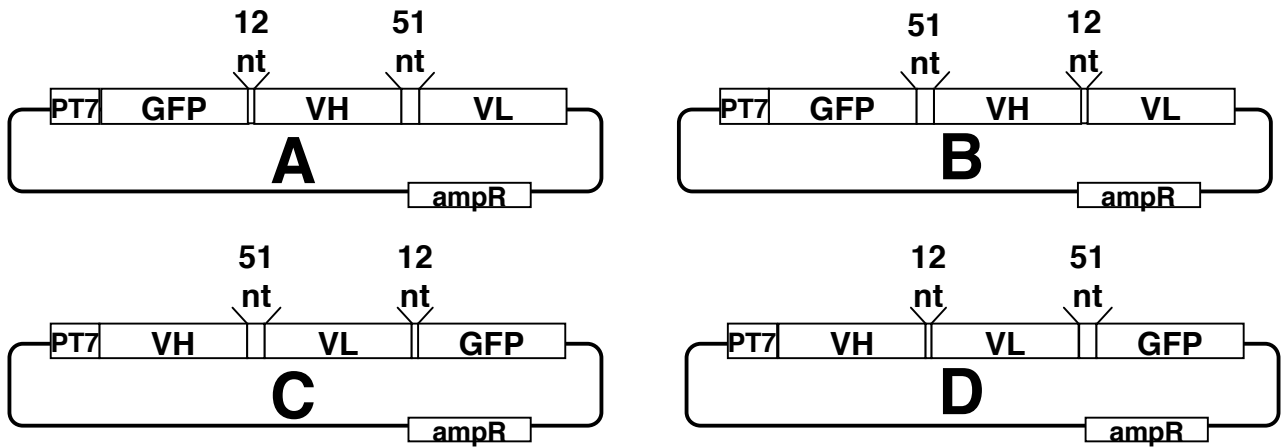 12 51
nt nt
PT7 GFP VH VL
A
ampR
51 12
nt nt
PT7 GFP VH VL
B
ampR
51 12
nt nt
PT7 VH VL GFP
C
ampR
12 51
nt nt
PT7 VH VL GFP
D
ampR